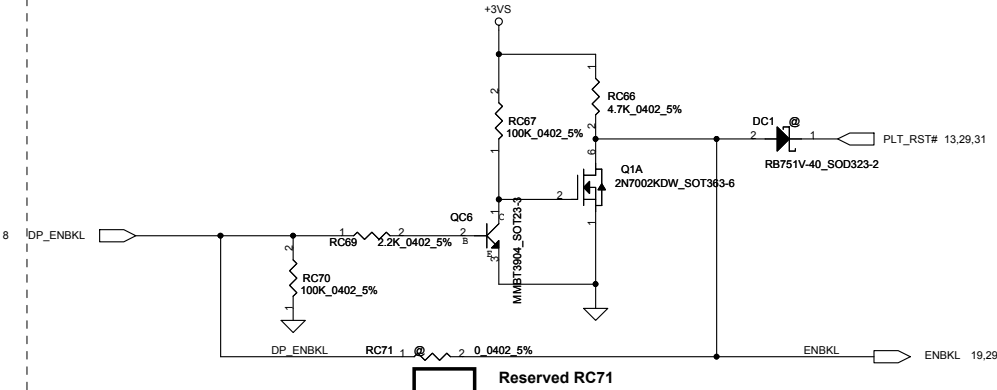 +3VS
2
1
RC67
100K_0402_5%
1
2
RC66
4.7K_0402_5%
DC1
@
2
1
RB751V-40_SOD323-2
PLT_RST# 13,29,31
6
2
1
Q1A
2N7002KDW_SOT363-6
QC6
1
C
2
B
3
E
MMBT3904_SOT23-3
8 DP_ENBKL
RC69
1
2
2.2K_0402_5%
2
1
RC70
100K_0402_5%
DP_ENBKL
RC71
1
@
2
0_0402_5%
ENBKL
ENBKL 19,29
Reserved RC71